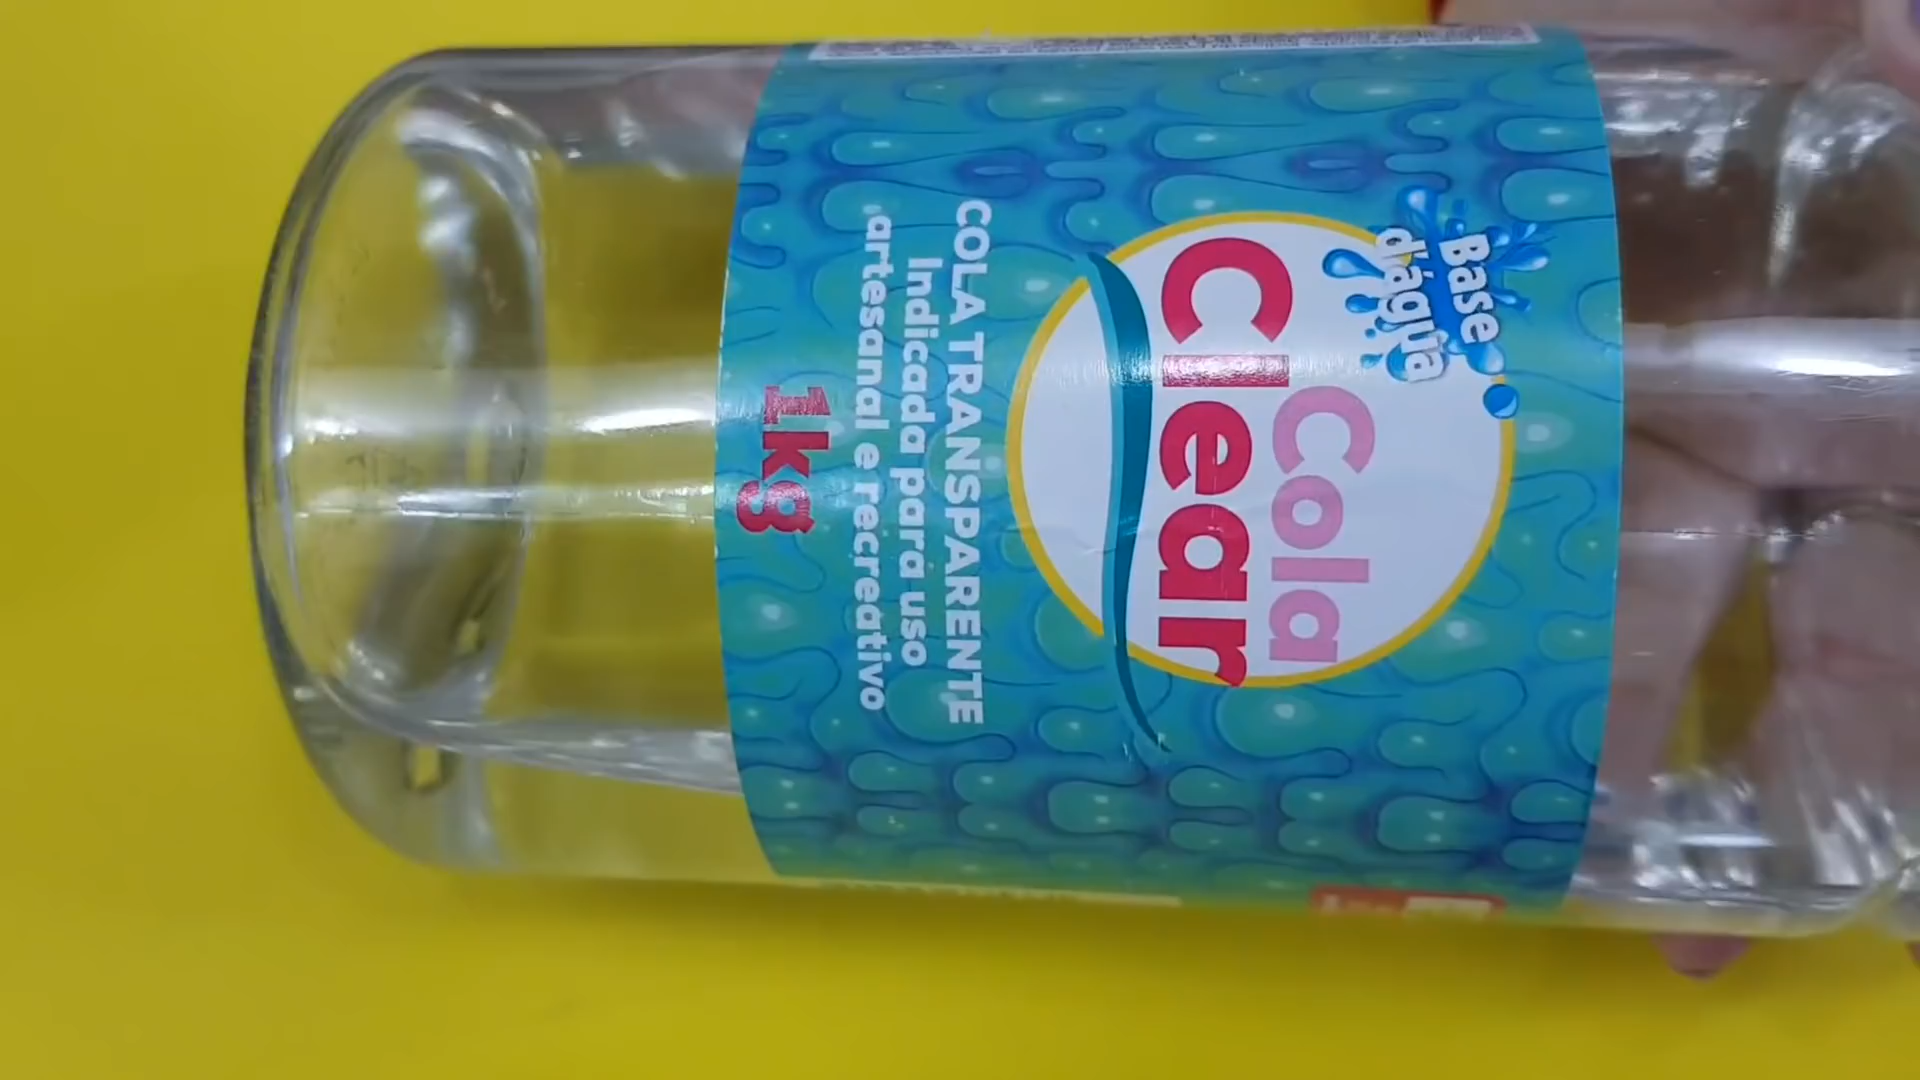 Base
d'água
Cola
Clear
COLA TRANSPARENTE
Indicada para uso
artesanal e recreativo
1kg